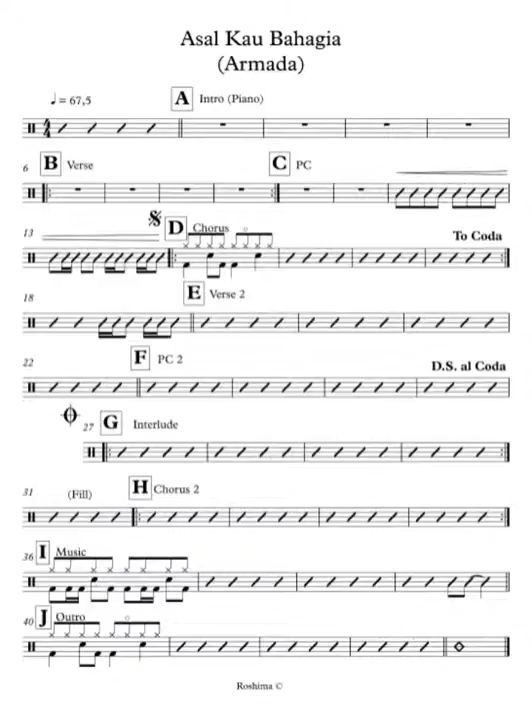 Asal Kau Bahagia
(Armada)
♩ = 67,5
A Intro (Piano)
6 B Verse C PC
13 D Chorus To Coda
18 E Verse 2
22 F PC 2 D.S. al Coda
27 G Interlude
31 (Fill) H Chorus 2
36 I Music
40 J Outro
Roshima ©